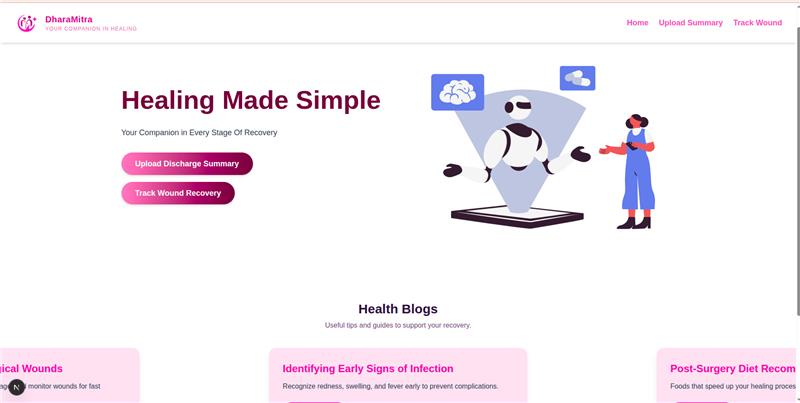 DharaMitra
YOUR COMPANION IN HEALING
Home Upload Summary Track Wound
Healing Made Simple
Your Companion in Every Stage Of Recovery
Upload Discharge Summary
Track Wound Recovery
Health Blogs
Useful tips and guides to support your recovery.
gical Wounds
monitor wounds for fast
Identifying Early Signs of Infection
Recognize redness, swelling, and fever early to prevent complications.
Post-Surgery Diet Recom
Foods that speed up your healing proces
N